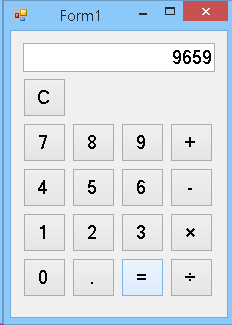 Form1
9659
C
7 8 9 +
4 5 6 -
1 2 3 ×
0 . = ÷